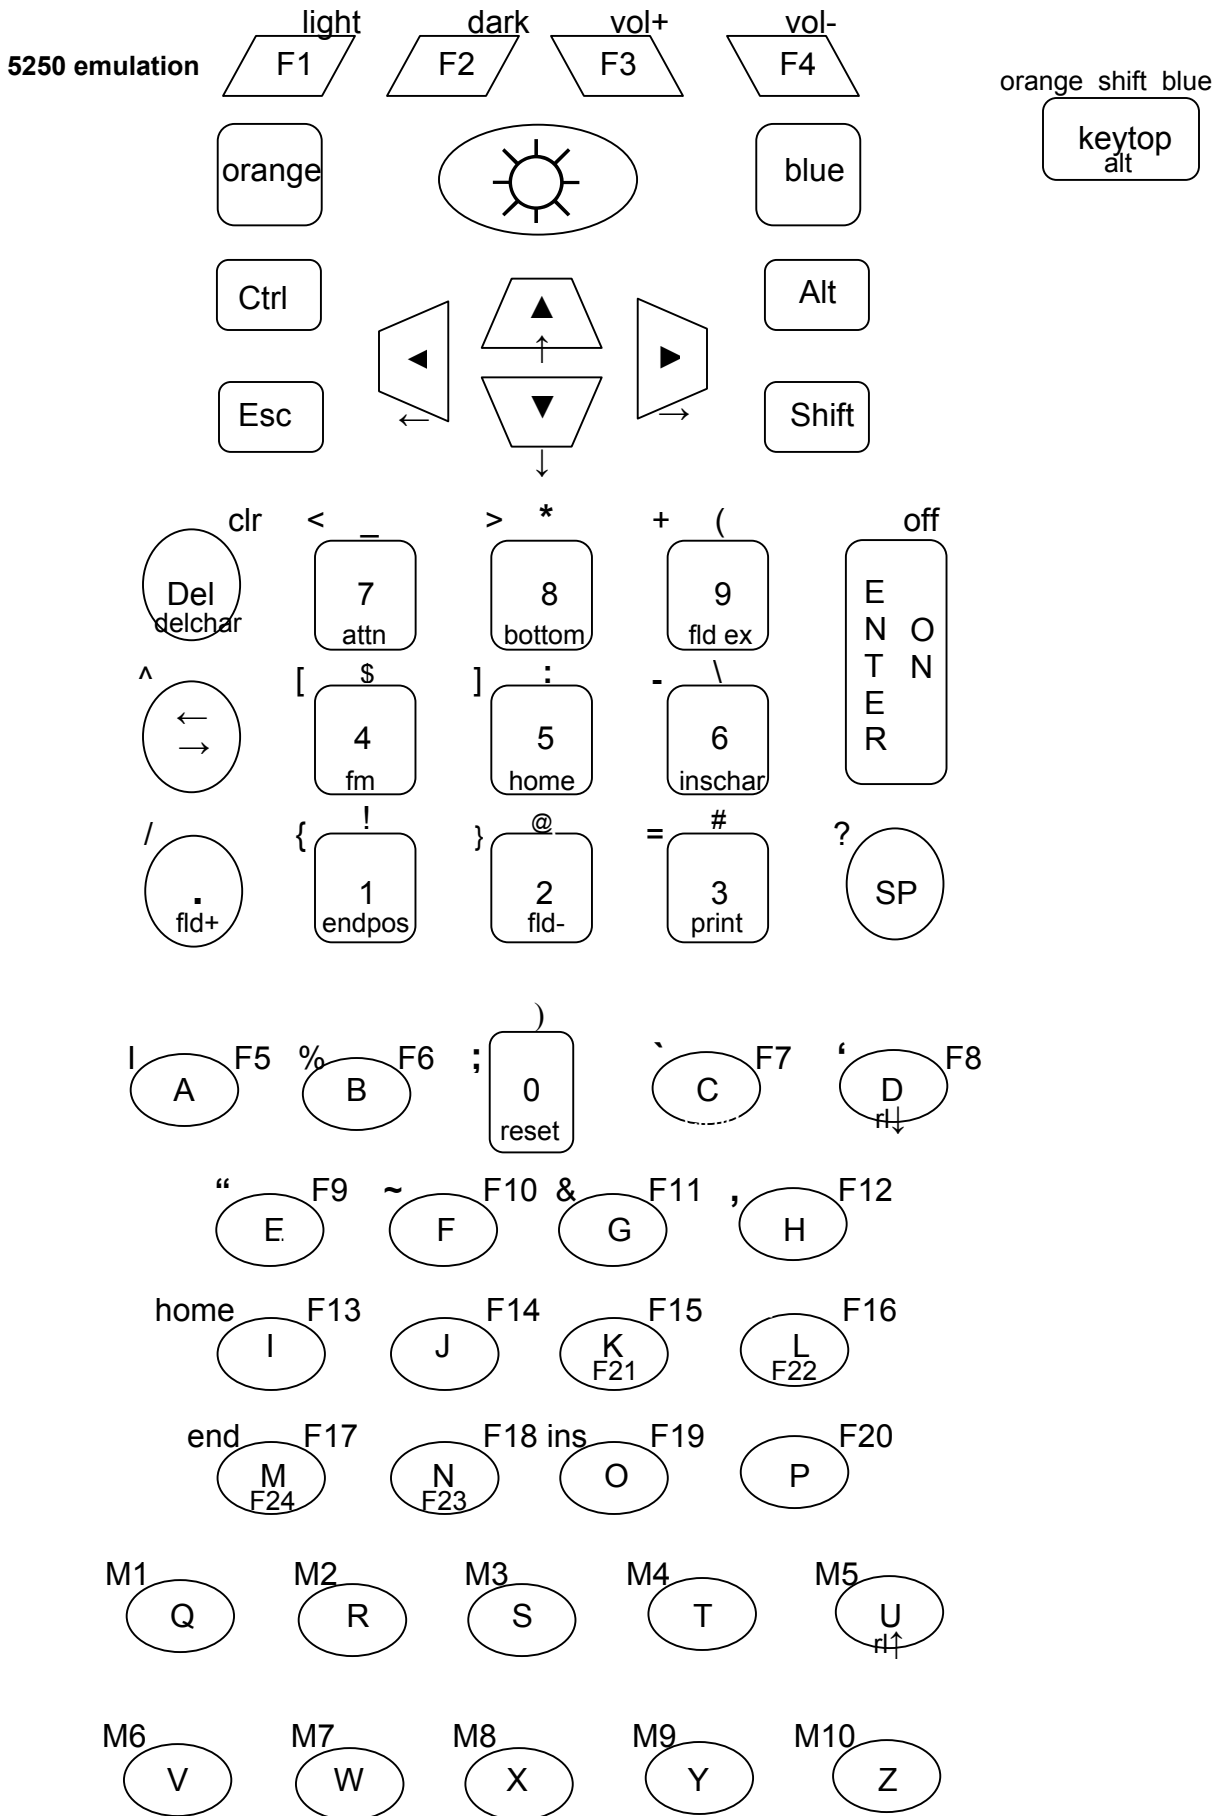 light dark vol+ vol-
5250 emulation F1 F2 F3 F4
orange shift blue
keytop
alt
orange blue
Ctrl ▲ Alt
↑
◄ ►
Esc ▼ Shift
← →
↓
clr < _ > * + ( off
Del 7 8 9
delchar attn bottom fld ex
ENTER ON
^ [ $ ] : - \
←
→ 4 5 6
fm home inschar
/ { ! } @ = # ?
. 1 2 3 SP
fld+ endpos fld- print
)
I F5 % F6 ; ` F7 ‘ F8
A B 0 C D
reset rl↓
“ F9 ~ F10 & F11 , F12
E F G H
home F13 F14 F15 F16
I J K L
F21 F22
end F17 F18 ins F19 F20
M N O P
F24 F23
M1 M2 M3 M4 M5
Q R S T U
rl↑
M6 M7 M8 M9 M10
V W X Y Z